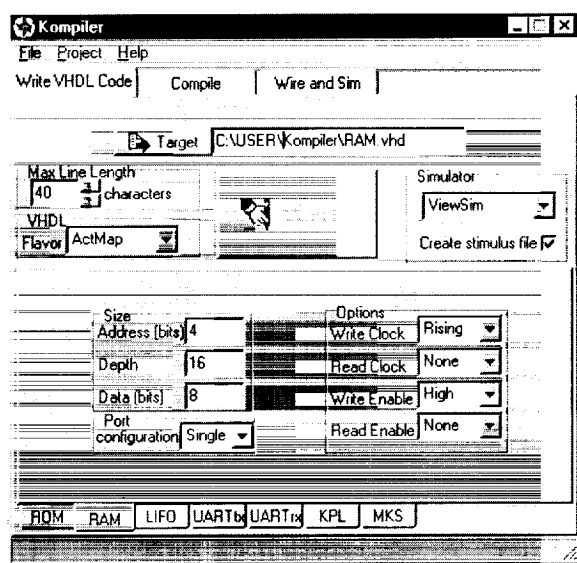 Kompiler
File Project Help
Write VHDL Code Compile Wire and Sim
Target C:\USER\Kompiler\RAM.vhd
Max Line Length Simulator
40 characters ViewSim
VHDL
Flavor ActMap Create stimulus file
Size Options
Address (bits) 4 Write Clock Rising
Depth 16 Read Clock None
Data (bits) 8 Write Enable High
Port
configuration Single Read Enable None
ROM RAM LIFO UARTtx UARTrx KPL MKS